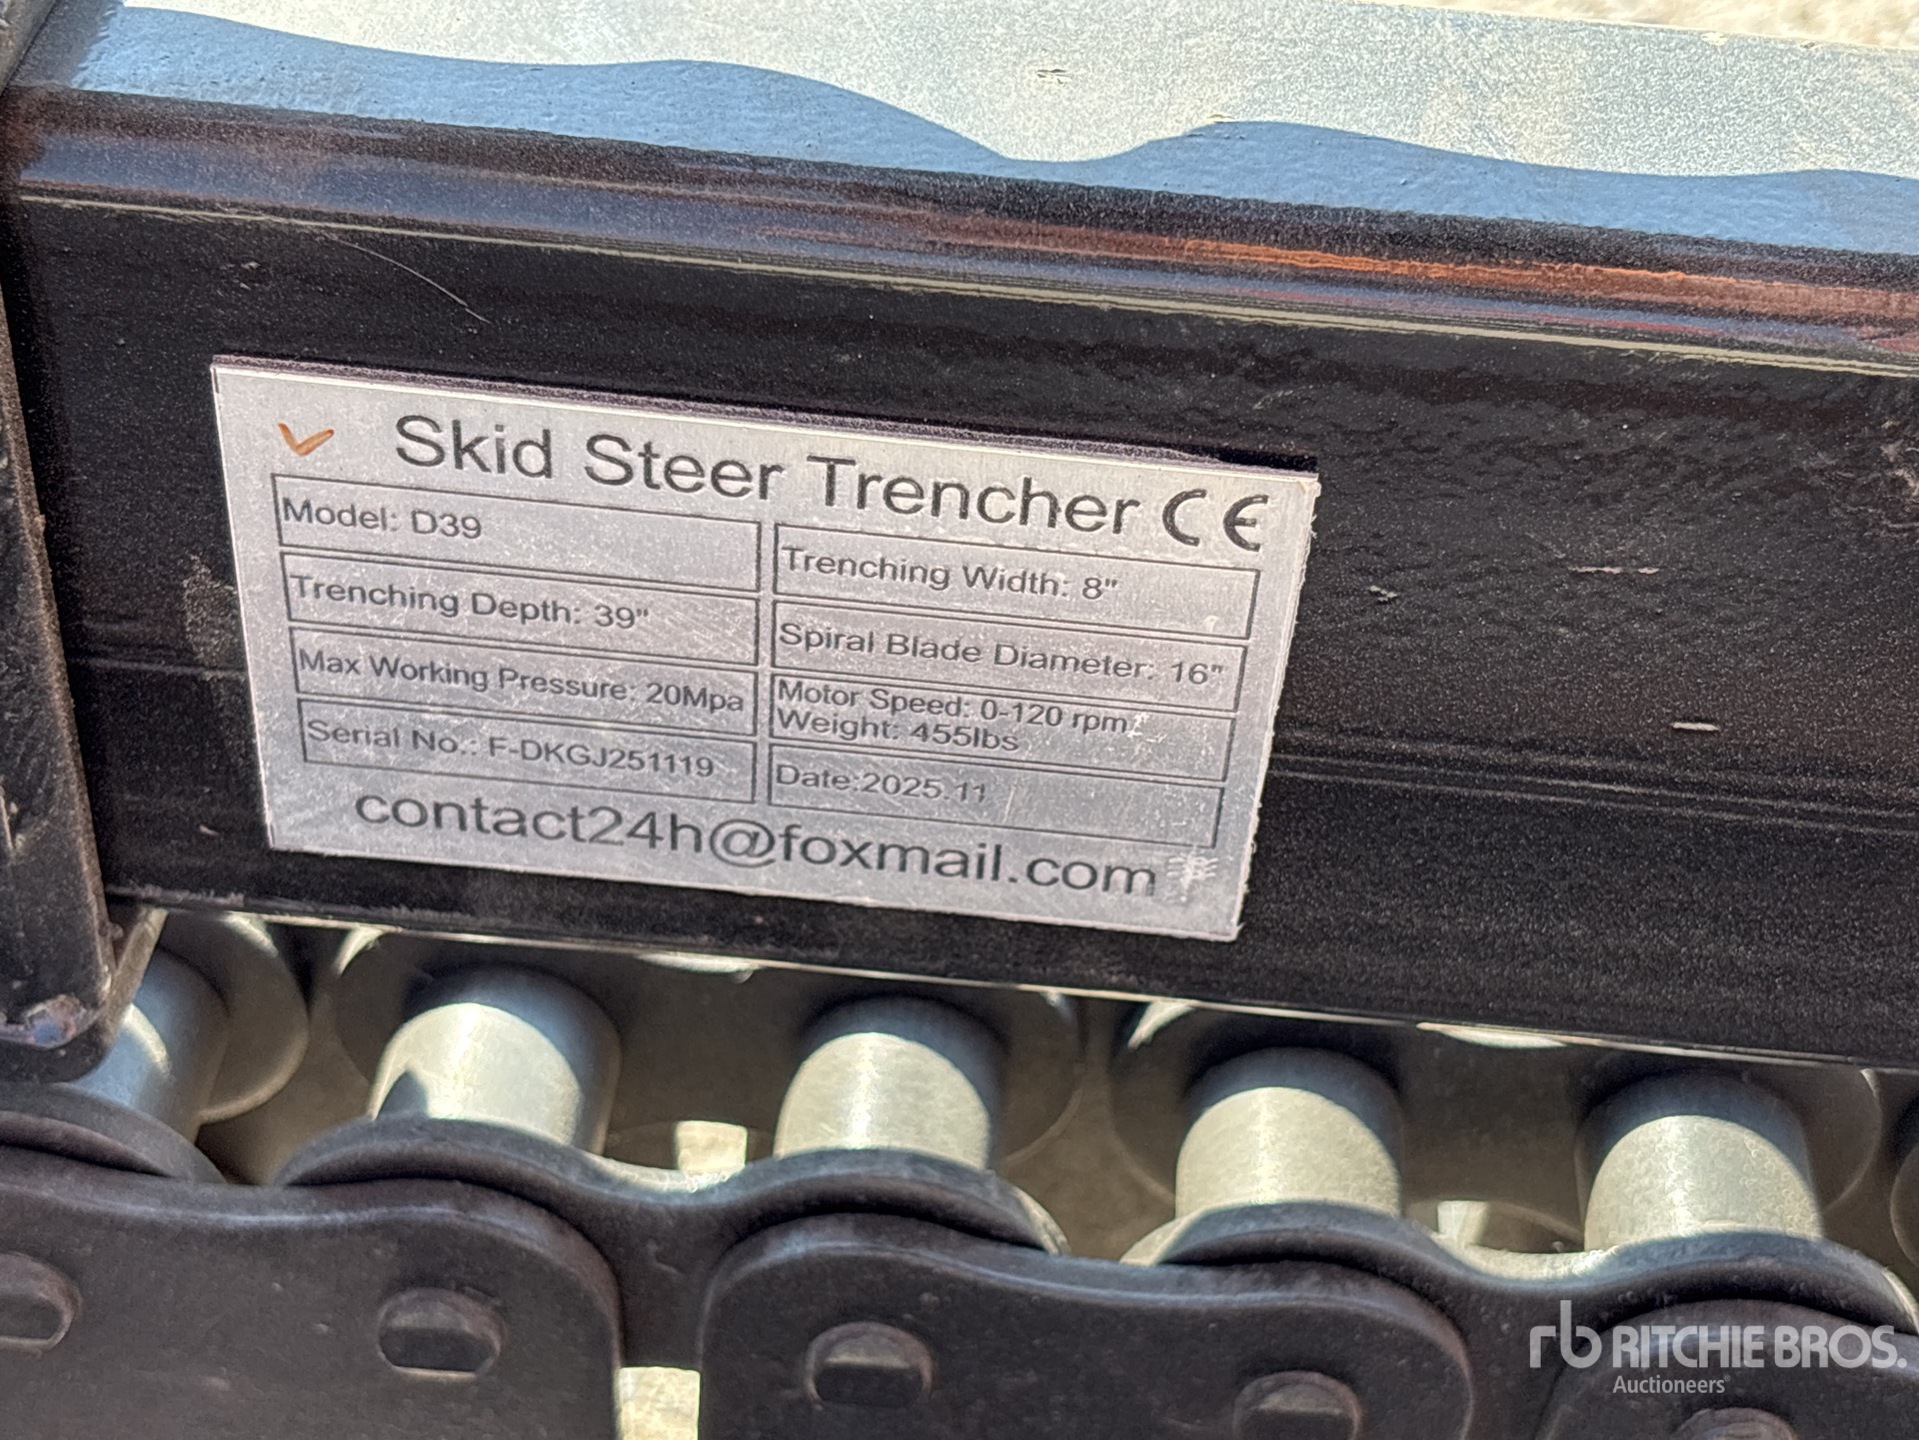 Skid Steer Trencher CE
Model: D39
Trenching Width: 8"
Trenching Depth: 39"
Spiral Blade Diameter: 16"
Max Working Pressure: 20Mpa
Motor Speed: 0-120 rpm
Weight: 455lbs
Serial No.: F-DKGJ251119
Date:2025.11
contact24h@foxmail.com
rb RITCHIE BROS.
Auctioneers